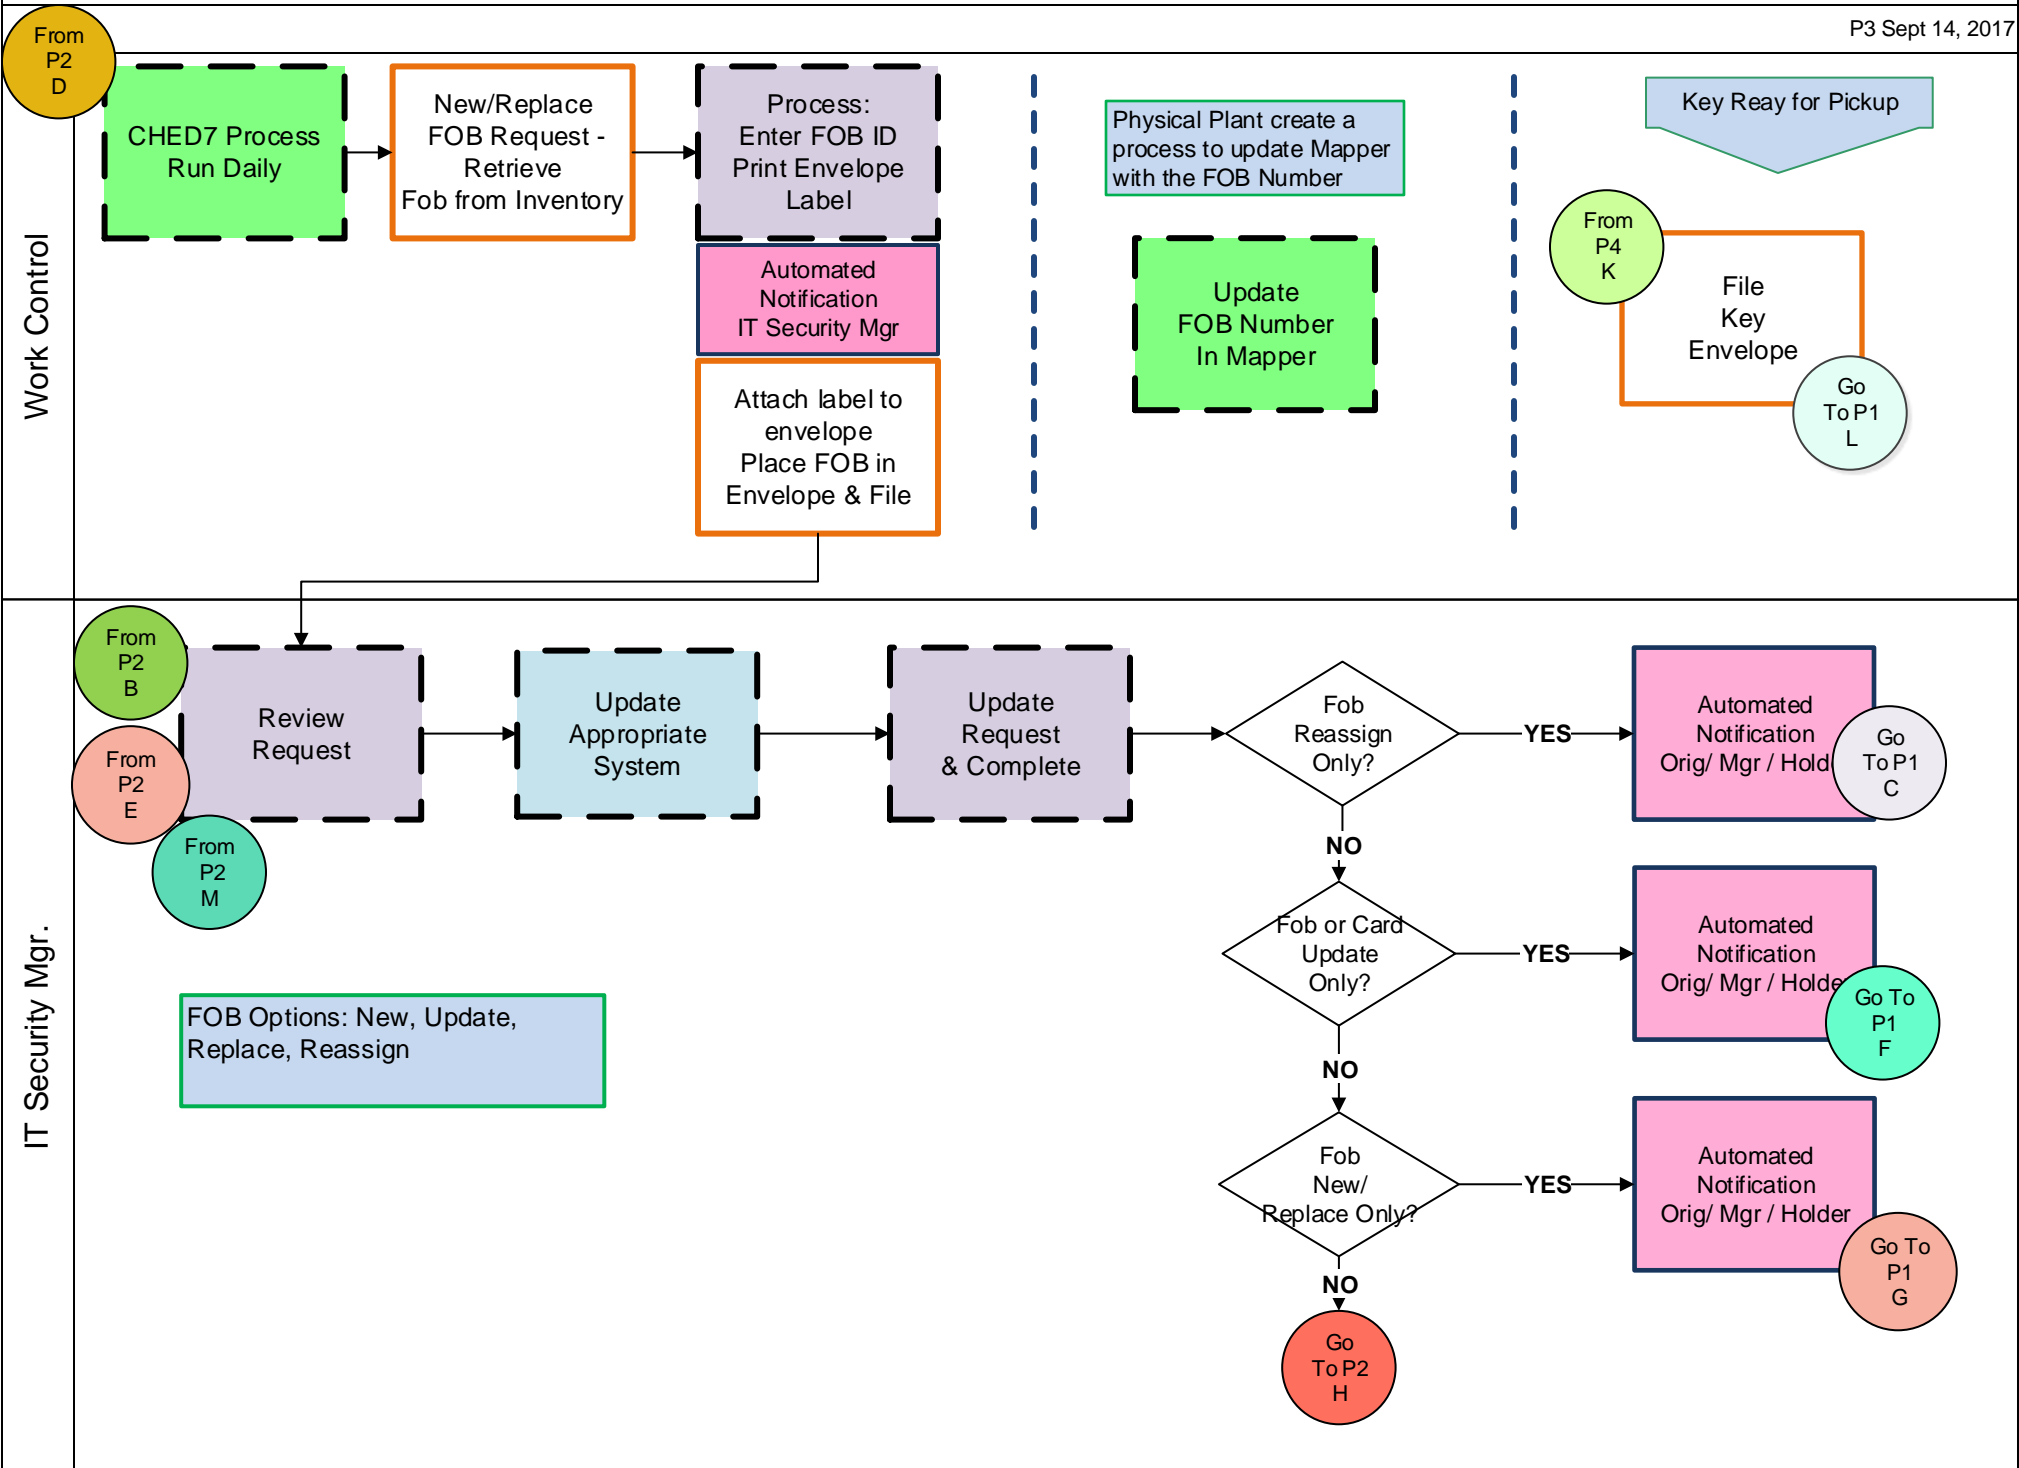 P3 Sept 14, 2017
Work Control
From
P2
D
CHED7 Process
Run Daily
New/Replace
FOB Request -
Retrieve
Fob from Inventory
Process:
Enter FOB ID
Print Envelope
Label
Automated
Notification
IT Security Mgr
Attach label to
envelope
Place FOB in
Envelope & File
Physical Plant create a
process to update Mapper
with the FOB Number
Update
FOB Number
In Mapper
Key Reay for Pickup
From
P4
K
File
Key
Envelope
Go
To P1
L
IT Security Mgr.
From
P2
B
From
P2
E
From
P2
M
Review
Request
Update
Appropriate
System
Update
Request
& Complete
Fob
Reassign
Only?
YES
Automated
Notification
Orig/ Mgr / Hold
Go
To P1
C
NO
Fob or Card
Update
Only?
YES
Automated
Notification
Orig/ Mgr / Holde
Go To
P1
F
NO
FOB Options: New, Update,
Replace, Reassign
Fob
New/
Replace Only?
YES
Automated
Notification
Orig/ Mgr / Holder
Go To
P1
G
NO
Go
To P2
H